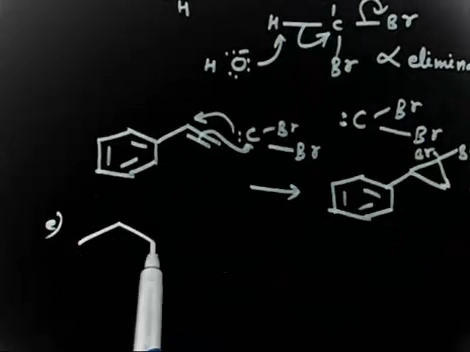 H
H C Br
H :Ö: Br α elimina
:C Br
Br
:C Br
Br
Br B
e)